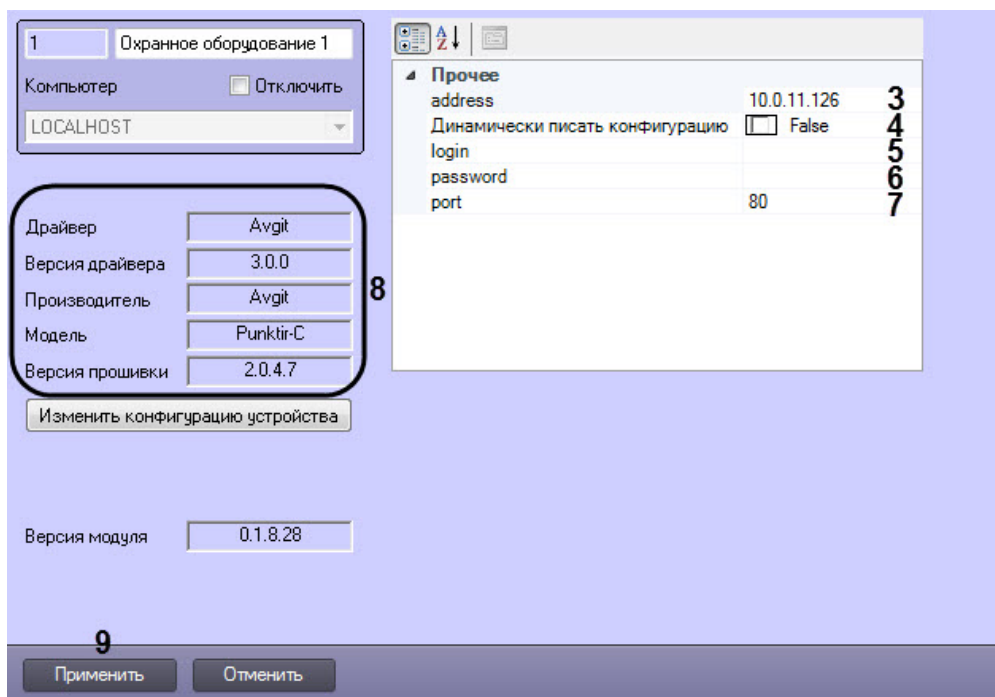 1 Охранное оборудование 1
Компьютер Отключить
LOCALHOST
Драйвер Avgit
Версия драйвера 3.0.0
Производитель Avgit
Модель Punktir-C
Версия прошивки 2.0.4.7
8
Изменить конфигурацию устройства
Версия модуля 0.1.8.28
A Z
Прочее
address 10.0.11.126 3
Динамически писать конфигурацию False 4
login 5
password 6
port 80 7
9
Применить Отменить